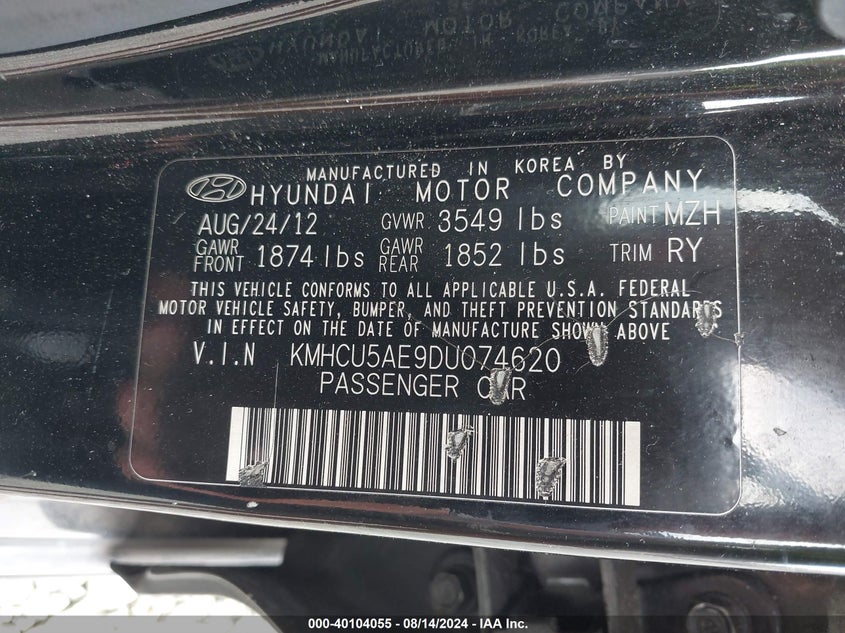 MANUFACTURED IN KOREA BY
HYUNDAI MOTOR COMPANY
AUG/24/12 GVWR 3549 lbs PAINT MZH
GAWR FRONT 1874 lbs GAWR REAR 1852 lbs TRIM RY
THIS VEHICLE CONFORMS TO ALL APPLICABLE U.S.A. FEDERAL
MOTOR VEHICLE SAFETY, BUMPER, AND THEFT PREVENTION STANDARDS
IN EFFECT ON THE DATE OF MANUFACTURE SHOWN ABOVE
V.I.N KMHCU5AE9DU074620
PASSENGER CAR
000-40104055 - 08/14/2024 - IAA Inc.